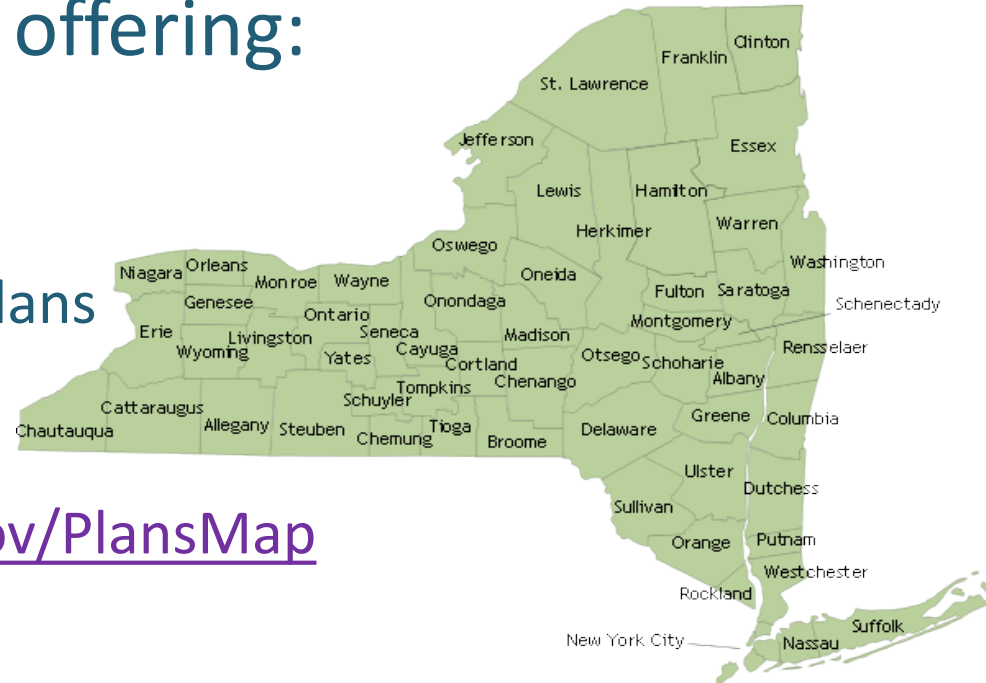 offering:
lans
ov/PlansMap
Clinton
Franklin
St. Lawrence
Jefferson
Essex
Lewis
Hamilton
Herkimer
Warren
Oswego
Washington
Oneida
Niagara
Orleans
Monroe
Wayne
Genesee
Onondaga
Fulton
Saratoga
Schenectady
Ontario
Montgomery
Erie
Livingston
Seneca
Madison
Wyoming
Yates
Cayuga
Rensselaer
Otsego
Schoharie
Cortland
Albany
Tompkins
Chenango
Schuyler
Cattaraugus
Greene
Columbia
Chautauqua
Allegany
Steuben
Tioga
Delaware
Chemung
Broome
Ulster
Dutchess
Sullivan
Orange
Putnam
Westchester
Rockland
Suffolk
New York City
Nassau